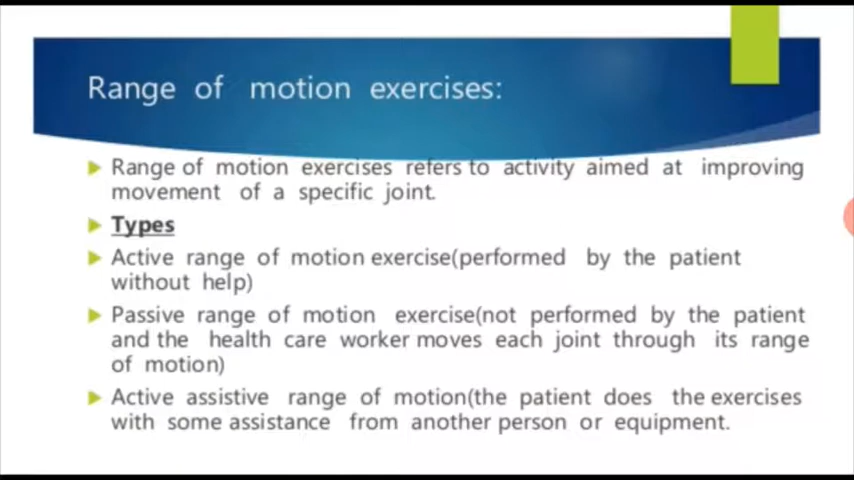 Range of motion exercises:
Range of motion exercises refers to activity aimed at improving
movement of a specific joint.
Types
Active range of motion exercise(performed by the patient
without help)
Passive range of motion exercise(not performed by the patient
and the health care worker moves each joint through its range
of motion)
Active assistive range of motion(the patient does the exercises
with some assistance from another person or equipment.